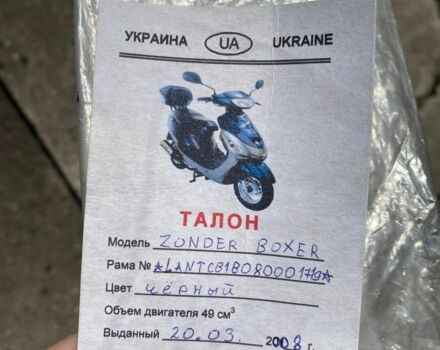 УКРАИНА UA UKRAINE
ТАЛОН
Модель ZONDER BOXER
Рама № *LANTCB1B080001179*
Цвет чёрный
Объем двигателя 49 см³
Выданный 20.03. 2008 г.